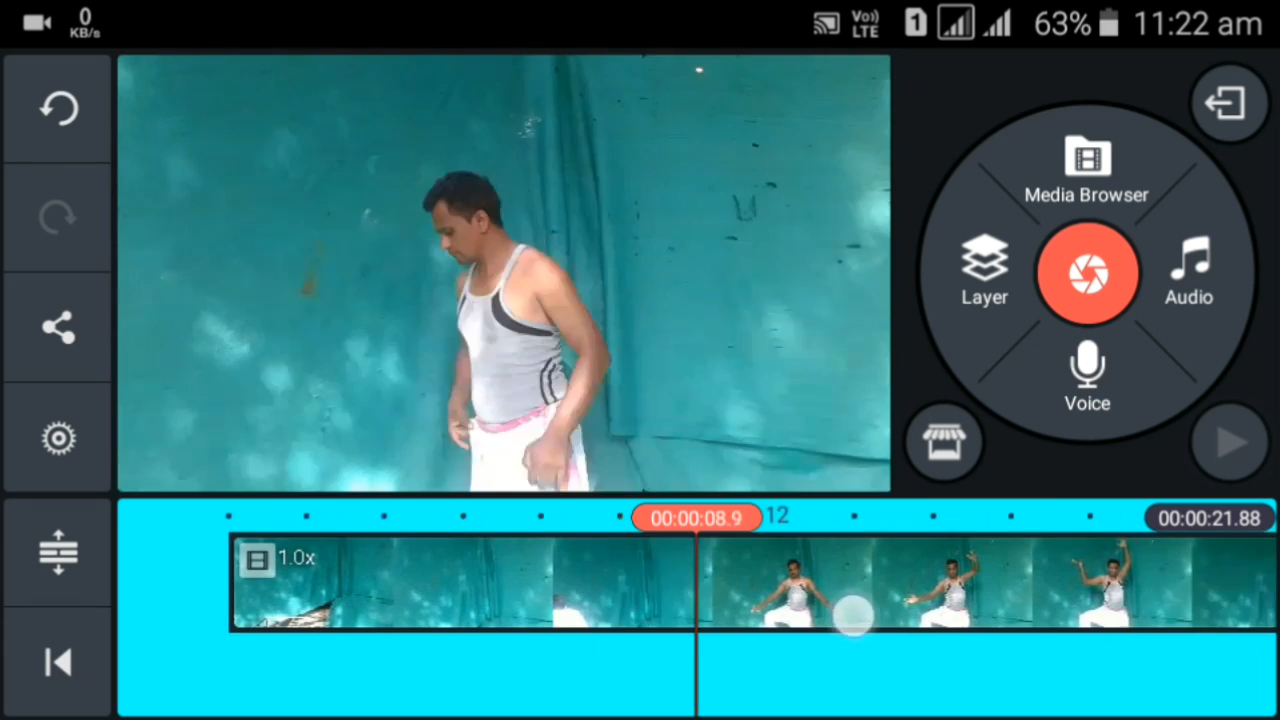 0
KB/s
Vo))
LTE
1
63%
11:22 am
Media Browser
Layer
Audio
Voice
00:00:08.9
12
00:00:21.88
1.0x